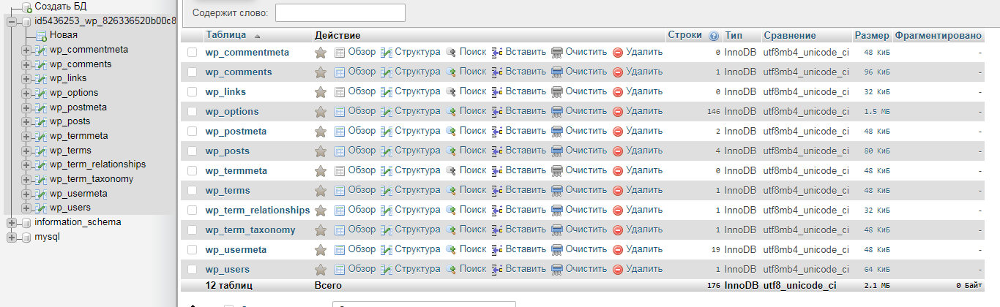 Создать БД
id5436253_wp_826336520b00c8
Новая
wp_commentmeta
wp_comments
wp_links
wp_options
wp_postmeta
wp_posts
wp_termmeta
wp_terms
wp_term_relationships
wp_term_taxonomy
wp_usermeta
wp_users
information_schema
mysql
Содержит слово:
Таблица Действие Строки Тип Сравнение Размер Фрагментировано
wp_commentmeta Обзор Структура Поиск Вставить Очистить Удалить 0 InnoDB utf8mb4_unicode_ci 48 КиБ -
wp_comments Обзор Структура Поиск Вставить Очистить Удалить 1 InnoDB utf8mb4_unicode_ci 96 КиБ -
wp_links Обзор Структура Поиск Вставить Очистить Удалить 0 InnoDB utf8mb4_unicode_ci 32 КиБ -
wp_options Обзор Структура Поиск Вставить Очистить Удалить 146 InnoDB utf8mb4_unicode_ci 1.5 МБ -
wp_postmeta Обзор Структура Поиск Вставить Очистить Удалить 2 InnoDB utf8mb4_unicode_ci 48 КиБ -
wp_posts Обзор Структура Поиск Вставить Очистить Удалить 4 InnoDB utf8mb4_unicode_ci 80 КиБ -
wp_termmeta Обзор Структура Поиск Вставить Очистить Удалить 0 InnoDB utf8mb4_unicode_ci 48 КиБ -
wp_terms Обзор Структура Поиск Вставить Очистить Удалить 1 InnoDB utf8mb4_unicode_ci 48 КиБ -
wp_term_relationships Обзор Структура Поиск Вставить Очистить Удалить 1 InnoDB utf8mb4_unicode_ci 32 КиБ -
wp_term_taxonomy Обзор Структура Поиск Вставить Очистить Удалить 1 InnoDB utf8mb4_unicode_ci 48 КиБ -
wp_usermeta Обзор Структура Поиск Вставить Очистить Удалить 19 InnoDB utf8mb4_unicode_ci 48 КиБ -
wp_users Обзор Структура Поиск Вставить Очистить Удалить 1 InnoDB utf8mb4_unicode_ci 64 КиБ -
12 таблиц Всего 176 InnoDB utf8_unicode_ci 2.1 МБ 0 Байт